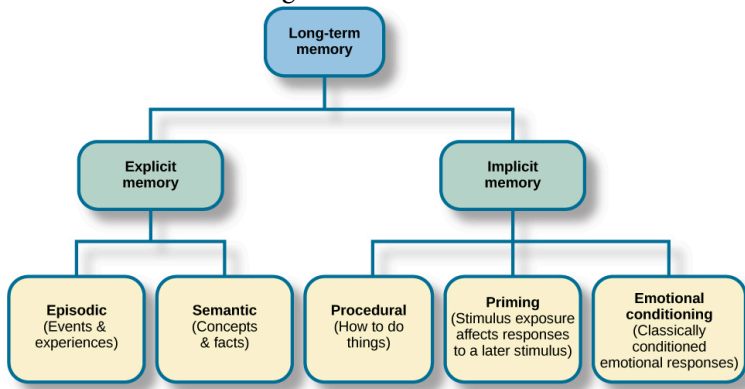 Long-term
memory
Explicit
memory
Implicit
memory
Episodic
(Events &
experiences)
Semantic
(Concepts
& facts)
Procedural
(How to do
things)
Priming
(Stimulus exposure
affects responses
to a later stimulus)
Emotional
conditioning
(Classically
conditioned
emotional responses)